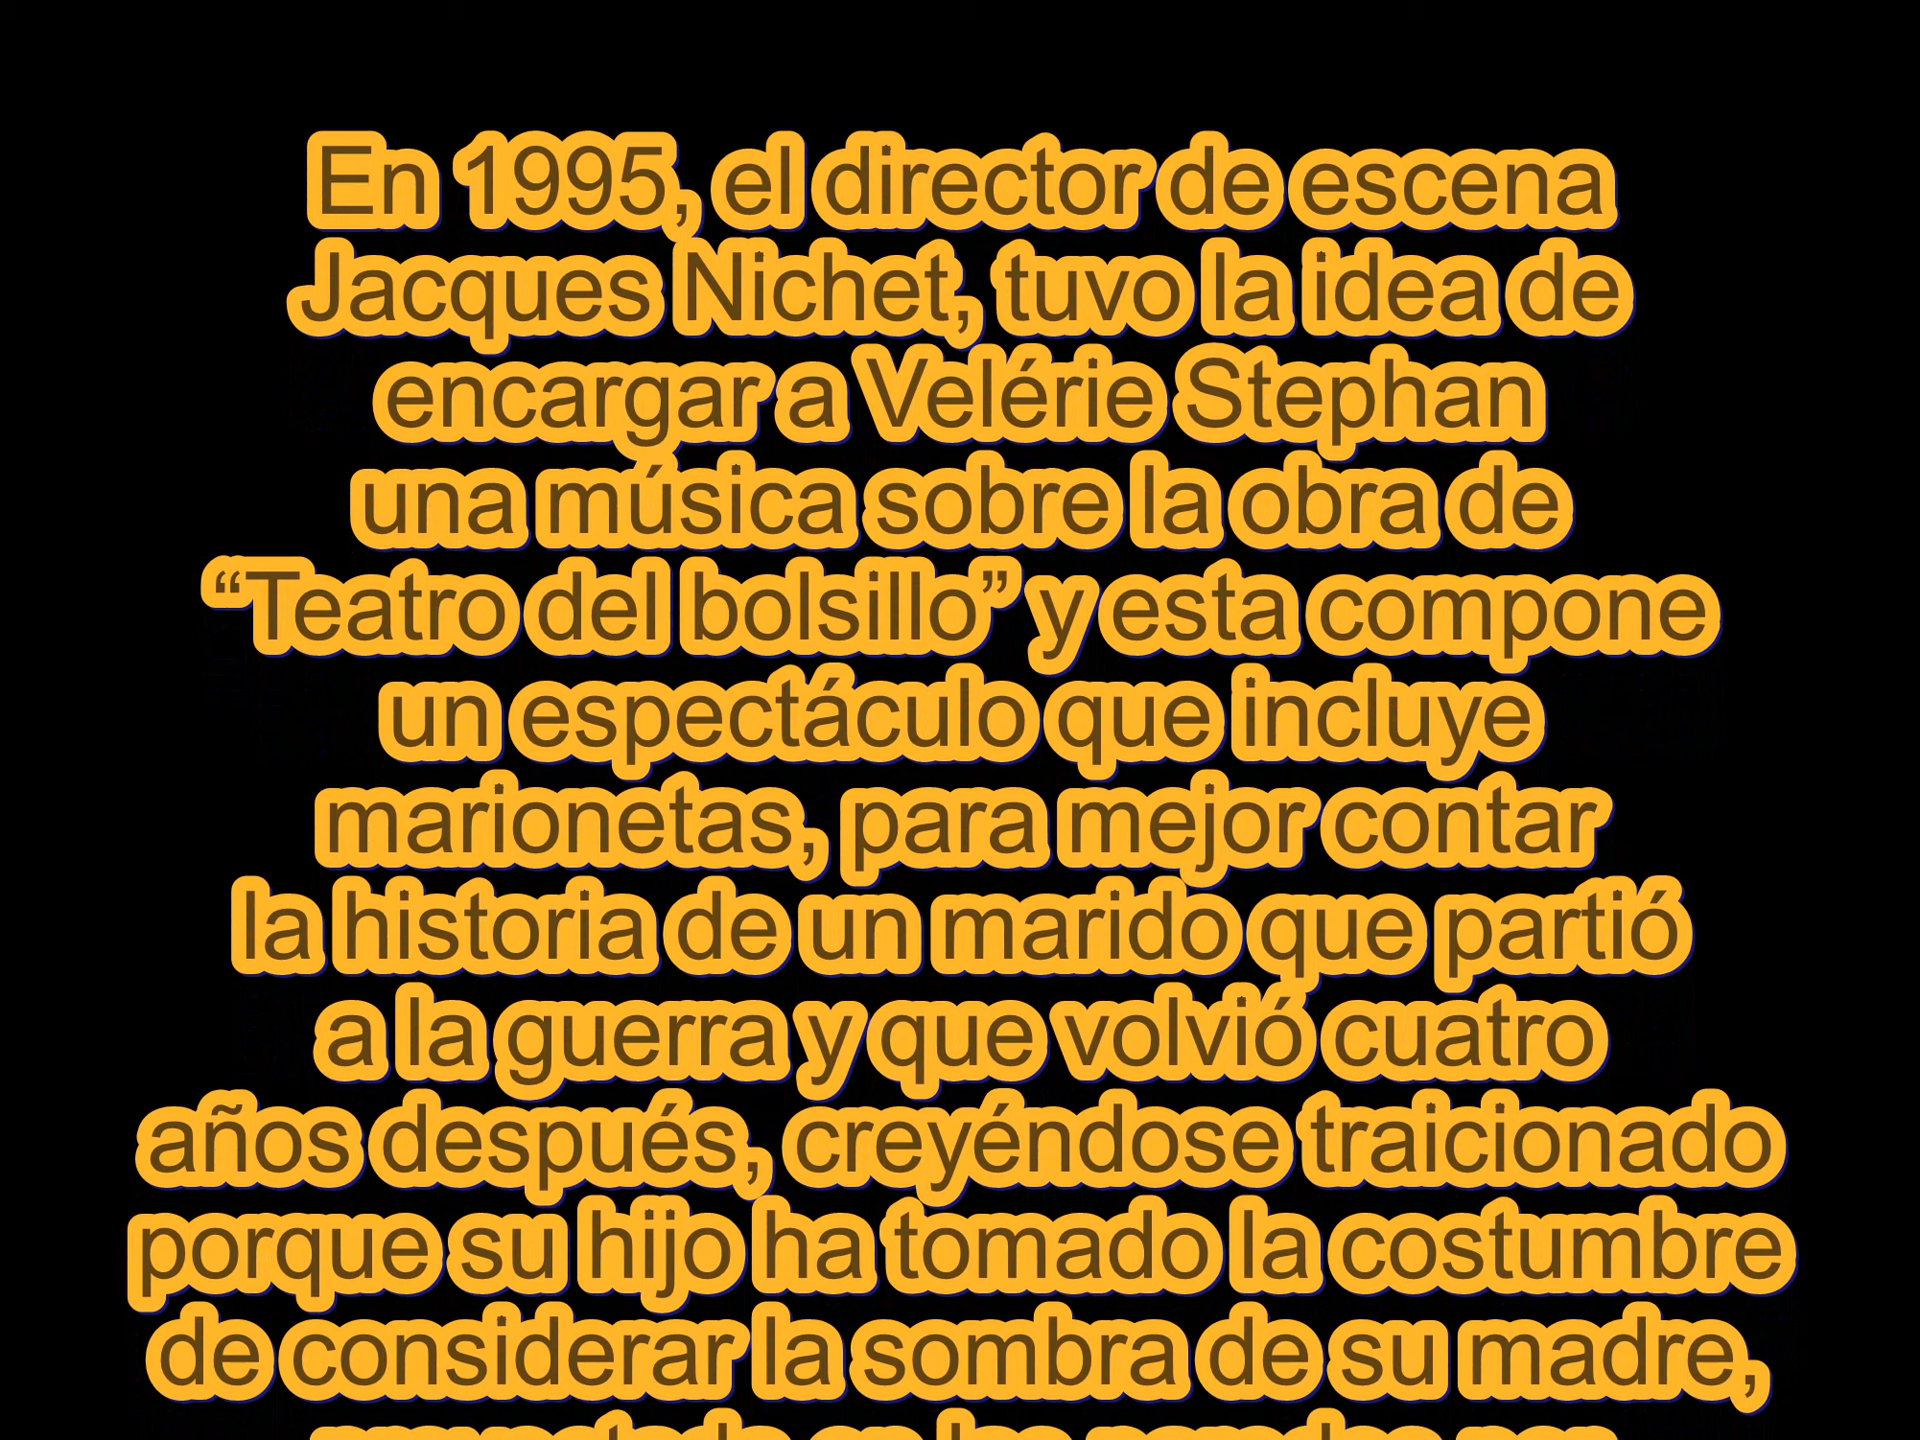 En 1995, el director de escena
Jacques Nichet, tuvo la idea de
encargar a Velérie Stephan
una música sobre la obra de
“Teatro del bolsillo” y esta compone
un espectáculo que incluye
marionetas, para mejor contar
la historia de un marido que partió
a la guerra y que volvió cuatro
años después, creyéndose traicionado
porque su hijo ha tomado la costumbre
de considerar la sombra de su madre,